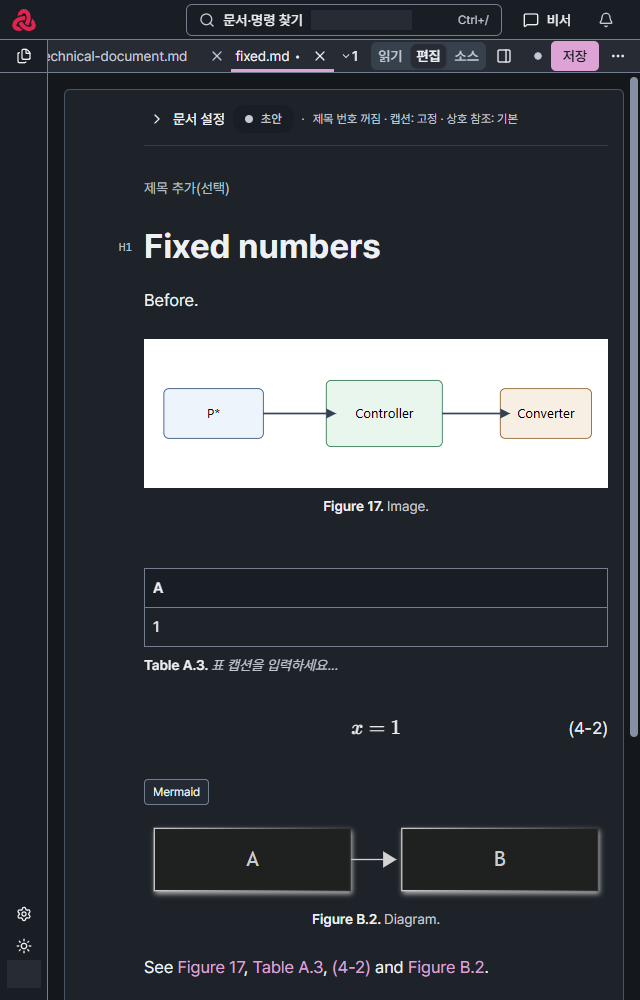 문서·명령 찾기 Ctrl+/ 비서
echnical-document.md fixed.md • 1 읽기 편집 소스 저장
문서 설정 초안 · 제목 번호 꺼짐 · 캡션: 고정 · 상호 참조: 기본
제목 추가(선택)
H1 Fixed numbers
Before.
P* Controller Converter
Figure 17. Image.
A
1
Table A.3. 표 캡션을 입력하세요...
x = 1 (4-2)
Mermaid
A B
Figure B.2. Diagram.
See Figure 17, Table A.3, (4-2) and Figure B.2.